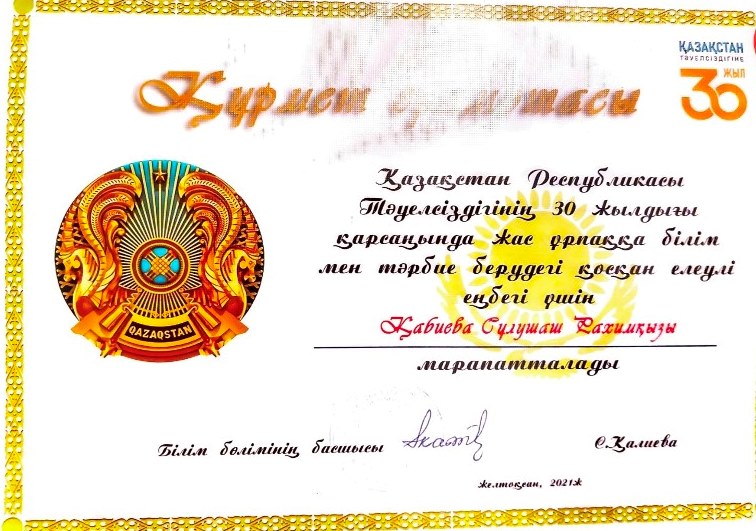 ҚАЗАҚСТАН
ТӘУЕЛСІЗДІГІНЕ
30 ЖЫЛ
Құрмет
Қазақстан Республикасы
Тәуелсіздігінің 30 жылдығы
қарсаңында жас ұрпаққа білім
мен тәрбие берудегі қосқан елеулі
еңбегі үшін
Қабиева Сұлушаш Рахимқызы
марапатталады
QAZAQSTAN
Білім бөлімінің басшысы
С.Қалиева
желтоқсан, 2021ж